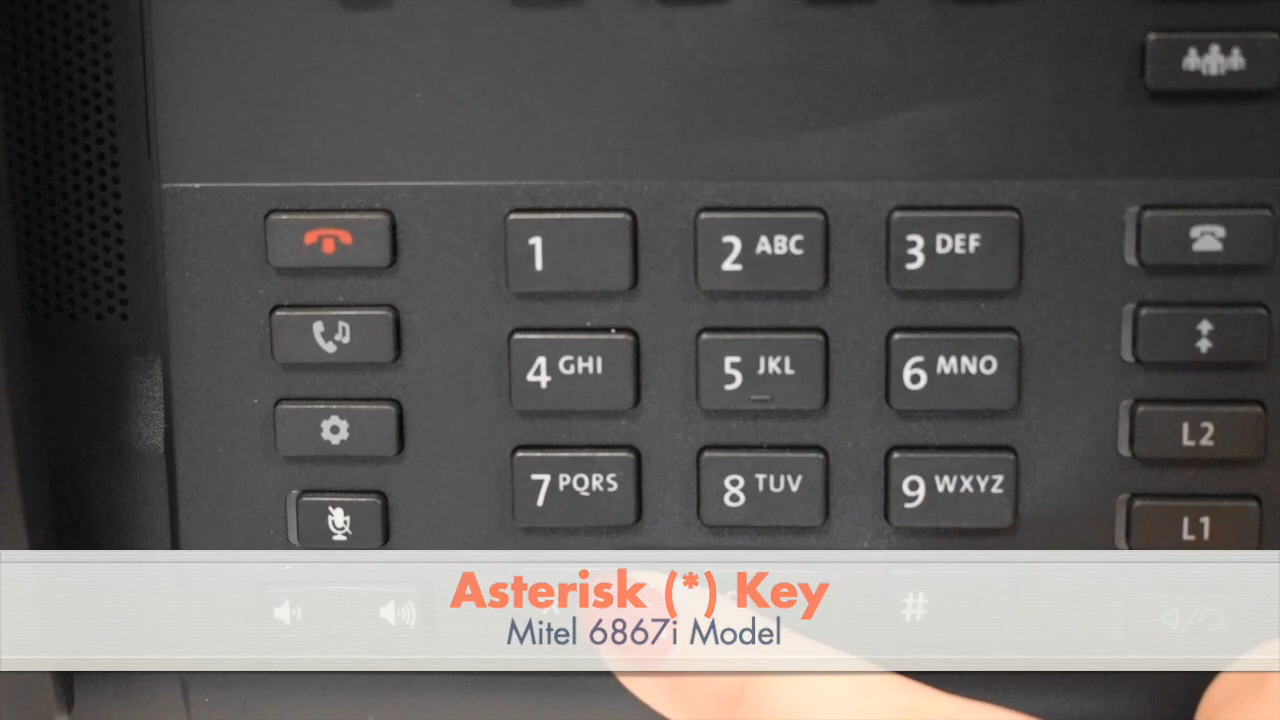 1
2 ABC
3 DEF
4 GHI
5 JKL
6 MNO
L2
7 PQRS
8 TUV
9 WXYZ
L1
Asterisk (*) Key
#
Mitel 6867i Model